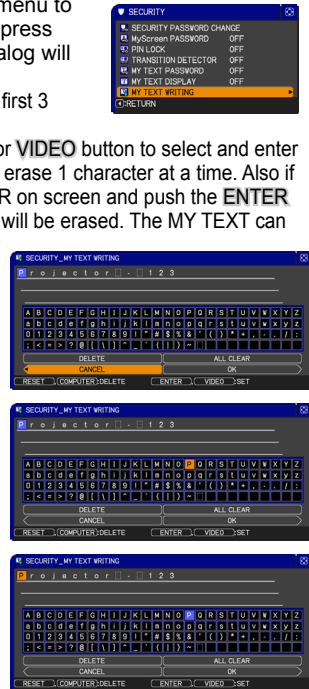 menu to
press
alog will
first 3
SECURITY
SECURITY PASSWORD CHANGE
MyScreen PASSWORD OFF
PIN LOCK OFF
TRANSITION DETECTOR OFF
MY TEXT PASSWORD OFF
MY TEXT DISPLAY OFF
MY TEXT WRITING
:RETURN
or VIDEO button to select and enter
erase 1 character at a time. Also if
R on screen and push the ENTER
will be erased. The MY TEXT can
SECURITY_MY TEXT WRITING
P r o j e c t o r - 1 2 3
A B C D E F G H I J K L M N O P Q R S T U V W X Y Z
a b c d e f g h i j k l m n o p q r s t u v w x y z
0 1 2 3 4 5 6 7 8 9 ! " # $ % & ' ( ) * + , - . / :
; < = > ? @ [ \ ] ^ _ ` { | } ~
DELETE ALL CLEAR
CANCEL OK
RESET ,(COMPUTER):DELETE ENTER ,( VIDEO ):SET
SECURITY_MY TEXT WRITING
P r o j e c t o r - 1 2 3
A B C D E F G H I J K L M N O P Q R S T U V W X Y Z
a b c d e f g h i j k l m n o p q r s t u v w x y z
0 1 2 3 4 5 6 7 8 9 ! " # $ % & ' ( ) * + , - . / :
; < = > ? @ [ \ ] ^ _ ` { | } ~
DELETE ALL CLEAR
CANCEL OK
RESET ,(COMPUTER):DELETE ENTER ,( VIDEO ):SET
SECURITY_MY TEXT WRITING
P r o j e c t o r - 1 2 3
A B C D E F G H I J K L M N O P Q R S T U V W X Y Z
a b c d e f g h i j k l m n o p q r s t u v w x y z
0 1 2 3 4 5 6 7 8 9 ! " # $ % & ' ( ) * + , - . / :
; < = > ? @ [ \ ] ^ _ ` { | } ~
DELETE ALL CLEAR
CANCEL OK
RESET ,(COMPUTER):DELETE ENTER ,( VIDEO ):SET